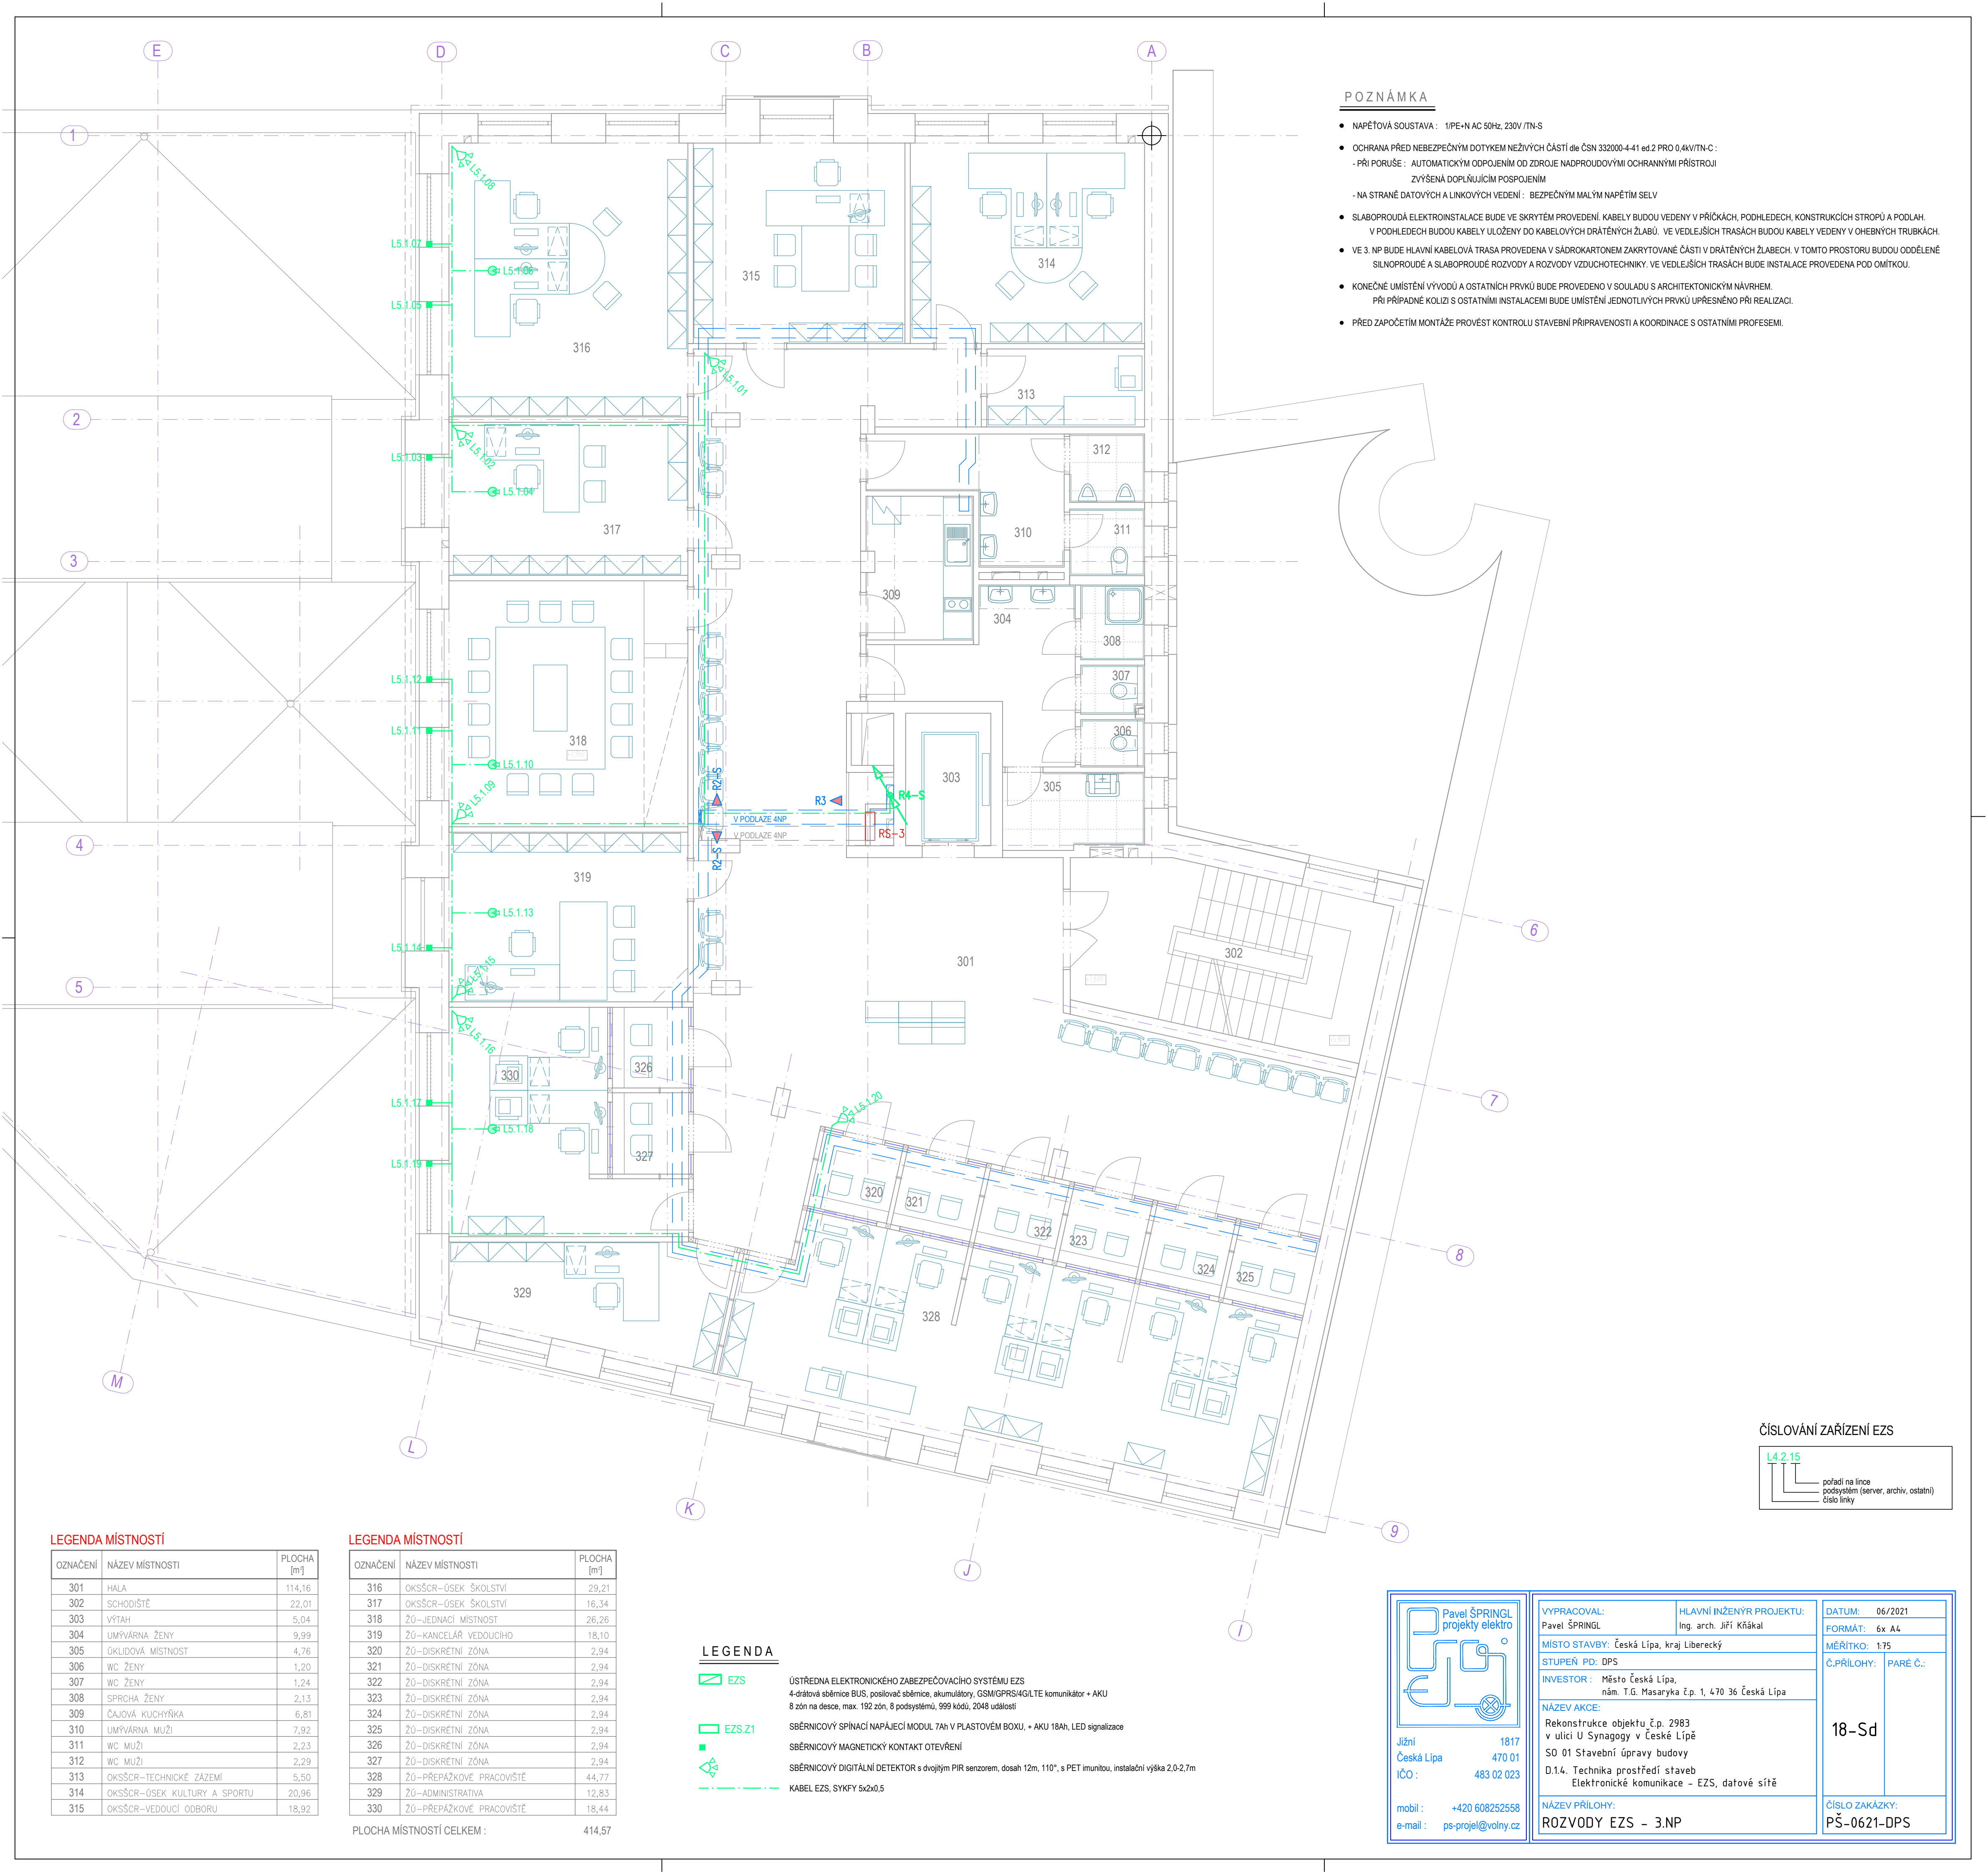 E
D
C
B
A
1
2
3
4
5
6
7
8
9
M
L
K
J
I
POZNÁMKA
● NAPĚŤOVÁ SOUSTAVA : 1/PE+N AC 50Hz, 230V /TN-S
● OCHRANA PŘED NEBEZPEČNÝM DOTYKEM NEŽIVÝCH ČÁSTÍ dle ČSN 332000-4-41 ed.2 PRO 0,4kV/TN-C :
- PŘI PORUŠE : AUTOMATICKÝM ODPOJENÍM OD ZDROJE NADPROUDOVÝMI OCHRANNÝMI PŘÍSTROJI
ZVÝŠENÁ DOPLŇUJÍCÍM POSPOJENÍM
- NA STRANĚ DATOVÝCH A LINKOVÝCH VEDENÍ : BEZPEČNÝM MALÝM NAPĚTÍM SELV
● SLABOPROUDÁ ELEKTROINSTALACE BUDE VE SKRYTÉM PROVEDENÍ. KABELY BUDOU VEDENY V PŘÍČKÁCH, PODHLEDECH, KONSTRUKCÍCH STROPŮ A PODLAH.
V PODHLEDECH BUDOU KABELY ULOŽENY DO KABELOVÝCH DRÁTĚNÝCH ŽLABŮ. VE VEDLEJŠÍCH TRASÁCH BUDOU KABELY VEDENY V OHEBNÝCH TRUBKÁCH.
● VE 3. NP BUDE HLAVNÍ KABELOVÁ TRASA PROVEDENA V SÁDROKARTONEM ZAKRYTOVANÉ ČÁSTI V DRÁTĚNÝCH ŽLABECH. V TOMTO PROSTORU BUDOU ODDĚLENĚ
SILNOPROUDÉ A SLABOPROUDÉ ROZVODY A ROZVODY VZDUCHOTECHNIKY. VE VEDLEJŠÍCH TRASÁCH BUDE INSTALACE PROVEDENA POD OMÍTKOU.
● KONEČNÉ UMÍSTĚNÍ VÝVODŮ A OSTATNÍCH PRVKŮ BUDE PROVEDENO V SOULADU S ARCHITEKTONICKÝM NÁVRHEM.
PŘI PŘÍPADNÉ KOLIZI S OSTATNÍMI INSTALACEMI BUDE UMÍSTĚNÍ JEDNOTLIVÝCH PRVKŮ UPŘESNĚNO PŘI REALIZACI.
● PŘED ZAPOČETÍM MONTÁŽE PROVÉST KONTROLU STAVEBNÍ PŘIPRAVENOSTI A KOORDINACE S OSTATNÍMI PROFESEMI.
L5.1.08
L5.1.07
L5.1.06
L5.1.05
316
315
314
313
L5.1.01
L5.1.02
L5.1.03
L5.1.04
317
312
311
310
309
304
308
307
306
305
303
L5.1.12
L5.1.11
L5.1.10
L5.1.09
318
R2-S
R3
R4-S
RS-3
V PODLAZE 4NP
V PODLAZE 4NP
R2-S
319
L5.1.13
L5.1.14
L5.1.15
301
302
L5.1.16
330
326
327
L5.1.17
L5.1.18
L5.1.19
L5.1.20
320
321
322
323
324
325
328
329
ČÍSLOVÁNÍ ZAŘÍZENÍ EZS
L4.2.15
pořadí na lince
podsystém (server, archiv, ostatní)
číslo linky
LEGENDA MÍSTNOSTÍ
OZNAČENÍ NÁZEV MÍSTNOSTI PLOCHA [m²]
301 HALA 114,16
302 SCHODIŠTĚ 22,01
303 VÝTAH 5,04
304 UMÝVÁRNA ŽENY 9,99
305 ÚKLIDOVÁ MÍSTNOST 4,76
306 WC ŽENY 1,20
307 WC ŽENY 1,24
308 SPRCHA ŽENY 2,13
309 ČAJOVÁ KUCHYŇKA 6,81
310 UMÝVÁRNA MUŽI 7,92
311 WC MUŽI 2,23
312 WC MUŽI 2,29
313 OKSŠCR-TECHNICKÉ ZÁZEMÍ 5,50
314 OKSŠCR-ÚSEK KULTURY A SPORTU 20,96
315 OKSŠCR-VEDOUCÍ ODBORU 18,92
LEGENDA MÍSTNOSTÍ
OZNAČENÍ NÁZEV MÍSTNOSTI PLOCHA [m²]
316 OKSŠCR-ÚSEK ŠKOLSTVÍ 29,21
317 OKSŠCR-ÚSEK ŠKOLSTVÍ 16,34
318 ŽÚ-JEDNACÍ MÍSTNOST 26,26
319 ŽÚ-KANCELÁŘ VEDOUCÍHO 18,10
320 ŽÚ-DISKRÉTNÍ ZÓNA 2,94
321 ŽÚ-DISKRÉTNÍ ZÓNA 2,94
322 ŽÚ-DISKRÉTNÍ ZÓNA 2,94
323 ŽÚ-DISKRÉTNÍ ZÓNA 2,94
324 ŽÚ-DISKRÉTNÍ ZÓNA 2,94
325 ŽÚ-DISKRÉTNÍ ZÓNA 2,94
326 ŽÚ-DISKRÉTNÍ ZÓNA 2,94
327 ŽÚ-DISKRÉTNÍ ZÓNA 2,94
328 ŽÚ-PŘEPÁŽKOVÉ PRACOVIŠTĚ 44,77
329 ŽÚ-ADMINISTRATIVA 12,83
330 ŽÚ-PŘEPÁŽKOVÉ PRACOVIŠTĚ 18,44
PLOCHA MÍSTNOSTÍ CELKEM : 414,57
LEGENDA
EZS ÚSTŘEDNA ELEKTRONICKÉHO ZABEZPEČOVACÍHO SYSTÉMU EZS
4-drátová sběrnice BUS, posilovač sběrnice, akumulátory, GSM/GPRS/4G/LTE komunikátor + AKU
8 zón na desce, max. 192 zón, 8 podsystémů, 999 kódů, 2048 událostí
EZS.Z1 SBĚRNICOVÝ SPÍNACÍ NAPÁJECÍ MODUL 7Ah V PLASTOVÉM BOXU, + AKU 18Ah, LED signalizace
SBĚRNICOVÝ MAGNETICKÝ KONTAKT OTEVŘENÍ
SBĚRNICOVÝ DIGITÁLNÍ DETEKTOR s dvojitým PIR senzorem, dosah 12m, 110°, s PET imunitou, instalační výška 2,0-2,7m
KABEL EZS, SYKFY 5x2x0,5
Pavel ŠPRINGL
projekty elektro
Jižní 1817
Česká Lípa 470 01
IČO : 483 02 023
mobil : +420 608252558
e-mail : ps-projel@volny.cz
VYPRACOVAL:
Pavel ŠPRINGL
HLAVNÍ INŽENÝR PROJEKTU:
Ing. arch. Jiří Kňákal
MÍSTO STAVBY: Česká Lípa, kraj Liberecký
STUPEŇ PD: DPS
INVESTOR : Město Česká Lípa,
nám. T.G. Masaryka č.p. 1, 470 36 Česká Lípa
NÁZEV AKCE:
Rekonstrukce objektu č.p. 2983
v ulici U Synagogy v České Lípě
SO 01 Stavební úpravy budovy
D.1.4. Technika prostředí staveb
Elektronické komunikace - EZS, datové sítě
NÁZEV PŘÍLOHY:
ROZVODY EZS - 3.NP
DATUM: 06/2021
FORMÁT: 6x A4
MĚŘÍTKO: 1:75
Č.PŘÍLOHY: PARÉ Č.:
18-Sd
ČÍSLO ZAKÁZKY:
PŠ-0621-DPS